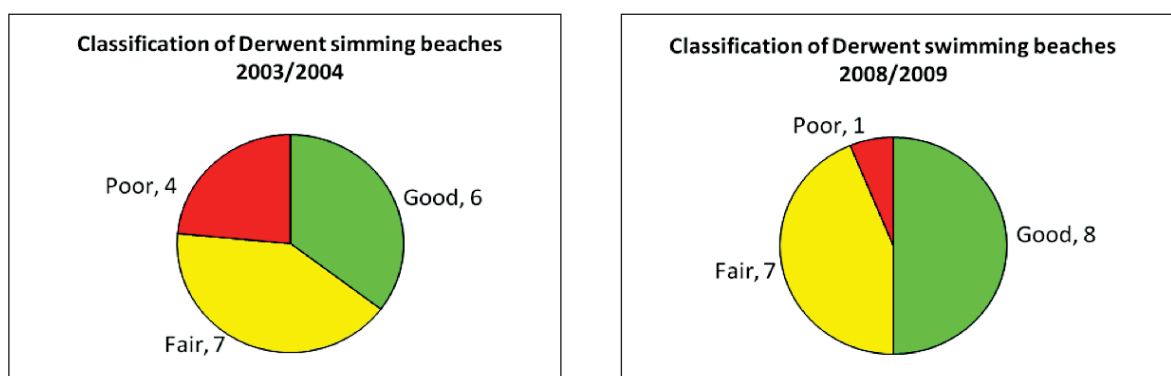 Classification of Derwent simming beaches
2003/2004
Poor, 4
Good, 6
Fair, 7
Classification of Derwent swimming beaches
2008/2009
Poor, 1
Good, 8
Fair, 7